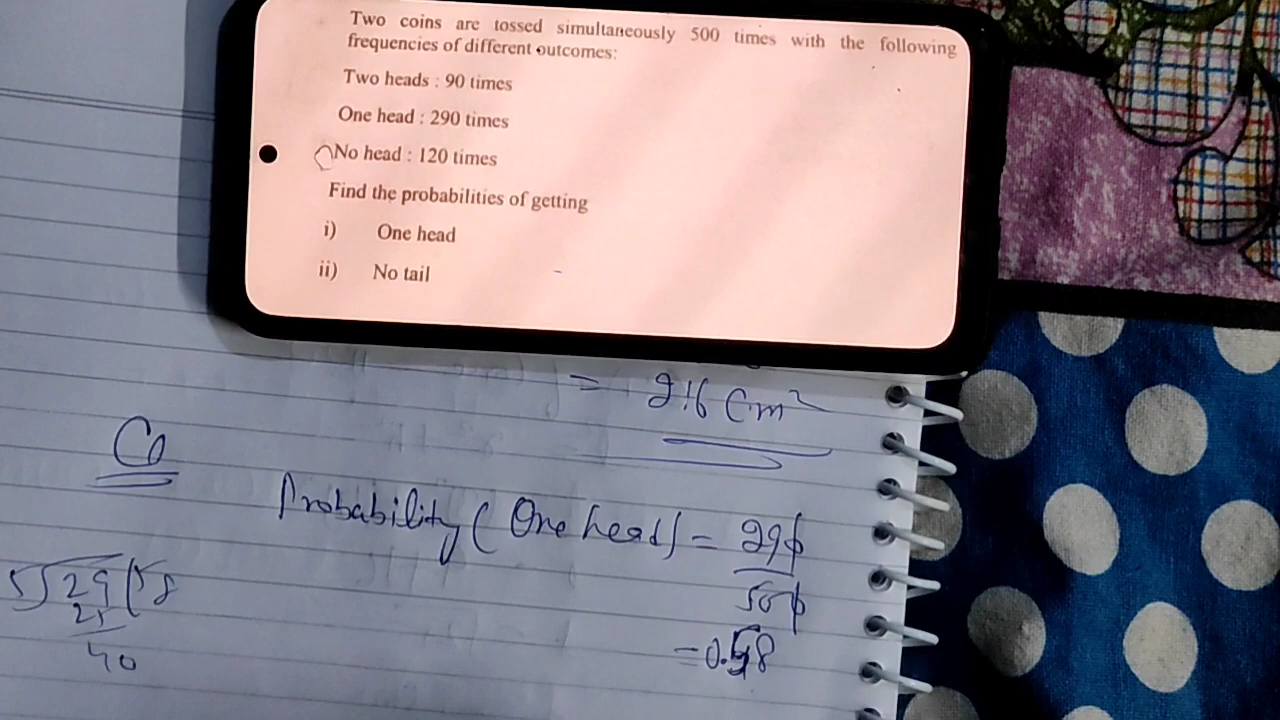 Two coins are tossed simultaneously 500 times with the following
frequencies of different outcomes:
Two heads : 90 times
One head : 290 times
No head : 120 times
Find the probabilities of getting
i) One head
ii) No tail
= 216 Cm²
Probability ( One head ) = 290
500
= 0.58
5 29 58
25
40